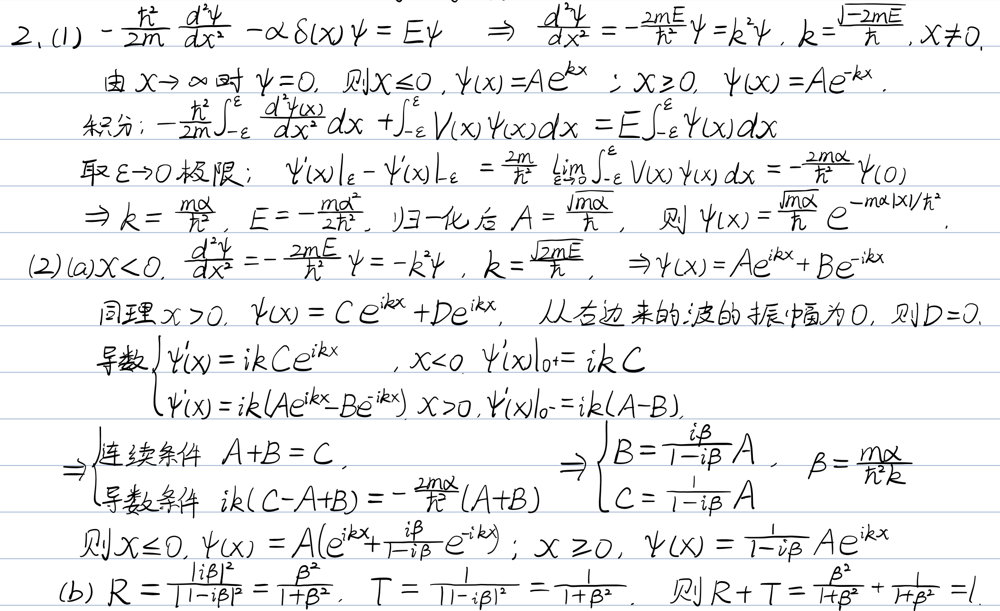 2. (1) -ħ²/2m d²ψ/dx² - αδ(x)ψ = Eψ ⇒ d²ψ/dx² = -2mE/ħ² ψ = k²ψ, k = √(-2mE)/ħ, x≠0.
由 x→∞时 ψ=0, 则x≤0, ψ(x)=Ae^{kx} ; x≥0, ψ(x)=Ae^{-kx}.
积分: -ħ²/2m ∫_{-ε}^{ε} d²ψ(x)/dx² dx + ∫_{-ε}^{ε} V(x)ψ(x)dx = E∫_{-ε}^{ε} ψ(x)dx
取ε→0极限: ψ'(x)|_ε - ψ'(x)|_{-ε} = 2m/ħ² lim_{ε→0} ∫_{-ε}^{ε} V(x)ψ(x)dx = -2mα/ħ² ψ(0)
⇒ k = mα/ħ², E = -mα²/2ħ², 归一化后 A = √(mα)/ħ, 则 ψ(x) = √(mα)/ħ e^{-mα|x|/ħ²}.
(2)(a)x<0, d²ψ/dx² = -2mE/ħ² ψ = -k²ψ, k = √(2mE)/ħ, ⇒ψ(x) = Ae^{ikx} + Be^{-ikx}
同理 x>0, ψ(x) = Ce^{ikx} + De^{ikx}, 从右边来的波的振幅为0, 则D=0.
导数 { ψ'(x) = ikCe^{ikx} , x<0, ψ'(x)|_{0+} = ikC
ψ'(x) = ik(Ae^{ikx}-Be^{-ikx}), x>0, ψ'(x)|_{0-} = ik(A-B).
⇒ { 连续条件 A+B=C, ⇒ { B = iβ/(1-iβ) A , β = mα/ħ²k
导数条件 ik(C-A+B) = -2mα/ħ² (A+B) C = 1/(1-iβ) A
则x≤0, ψ(x) = A(e^{ikx} + iβ/(1-iβ) e^{-ikx}) ; x≥0, ψ(x) = 1/(1-iβ) Ae^{ikx}
(b) R = |iβ|²/|1-iβ|² = β²/(1+β²), T = 1/|1-iβ|² = 1/(1+β²). 则R+T = β²/(1+β²) + 1/(1+β²) = 1.